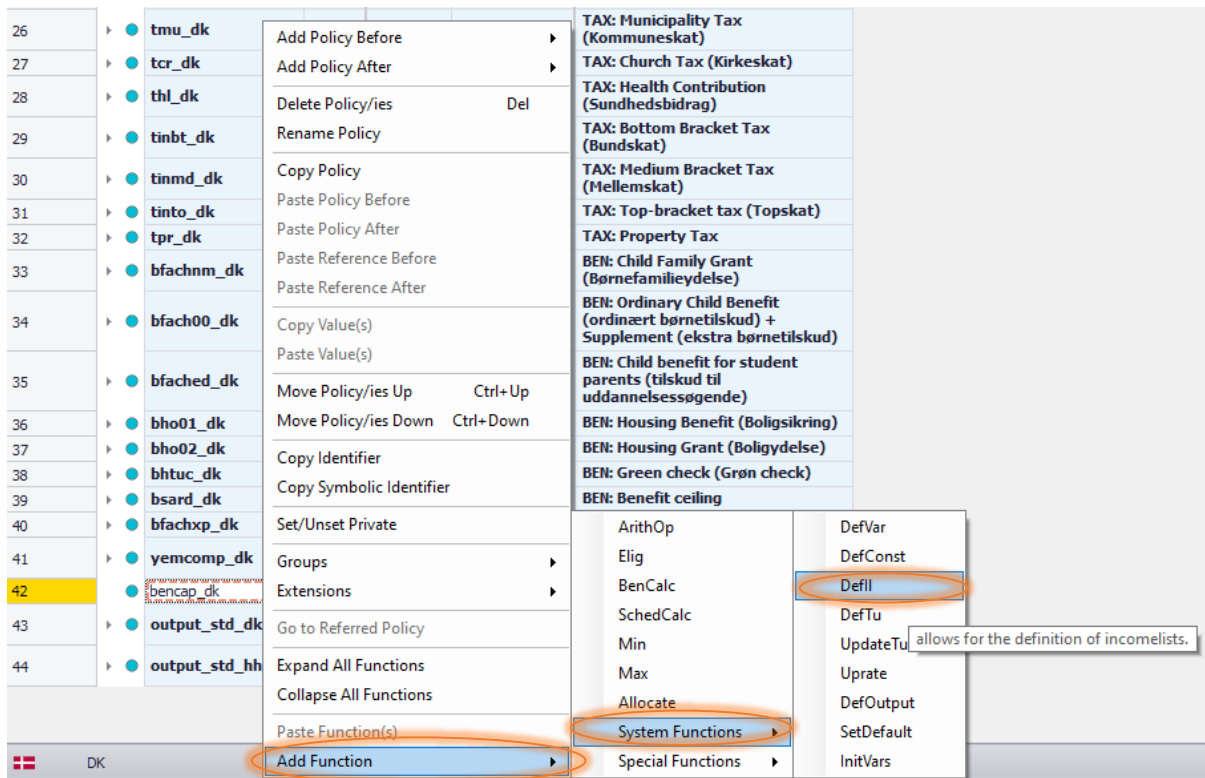 26 tmu_dk TAX: Municipality Tax
(Kommuneskat)
27 tcr_dk TAX: Church Tax (Kirkeskat)
28 thl_dk TAX: Health Contribution
(Sundhedsbidrag)
29 tinbt_dk TAX: Bottom Bracket Tax
(Bundskat)
30 tinmd_dk TAX: Medium Bracket Tax
(Mellemskat)
31 tinto_dk TAX: Top-bracket tax (Topskat)
32 tpr_dk TAX: Property Tax
33 bfachnm_dk BEN: Child Family Grant
(Børnefamilieydelse)
34 bfach00_dk BEN: Ordinary Child Benefit
(ordinært børnetilskud) +
Supplement (ekstra børnetilskud)
35 bfached_dk BEN: Child benefit for student
parents (tilskud til
uddannelsessøgende)
36 bho01_dk BEN: Housing Benefit (Boligsikring)
37 bho02_dk BEN: Housing Grant (Boligydelse)
38 bhtuc_dk BEN: Green check (Grøn check)
39 bsard_dk BEN: Benefit ceiling
40 bfachxp_dk
41 yemcomp_dk
42 bencap_dk
43 output_std_dk
44 output_std_hh
DK
Add Policy Before
Add Policy After
Delete Policy/ies Del
Rename Policy
Copy Policy
Paste Policy Before
Paste Policy After
Paste Reference Before
Paste Reference After
Copy Value(s)
Paste Value(s)
Move Policy/ies Up Ctrl+Up
Move Policy/ies Down Ctrl+Down
Copy Identifier
Copy Symbolic Identifier
Set/Unset Private
Groups
Extensions
Go to Referred Policy
Expand All Functions
Collapse All Functions
Paste Function(s)
Add Function
ArithOp
Elig
BenCalc
SchedCalc
Min
Max
Allocate
System Functions
Special Functions
DefVar
DefConst
DefIl
DefTu
UpdateTu
Uprate
DefOutput
SetDefault
InitVars
allows for the definition of incomelists.